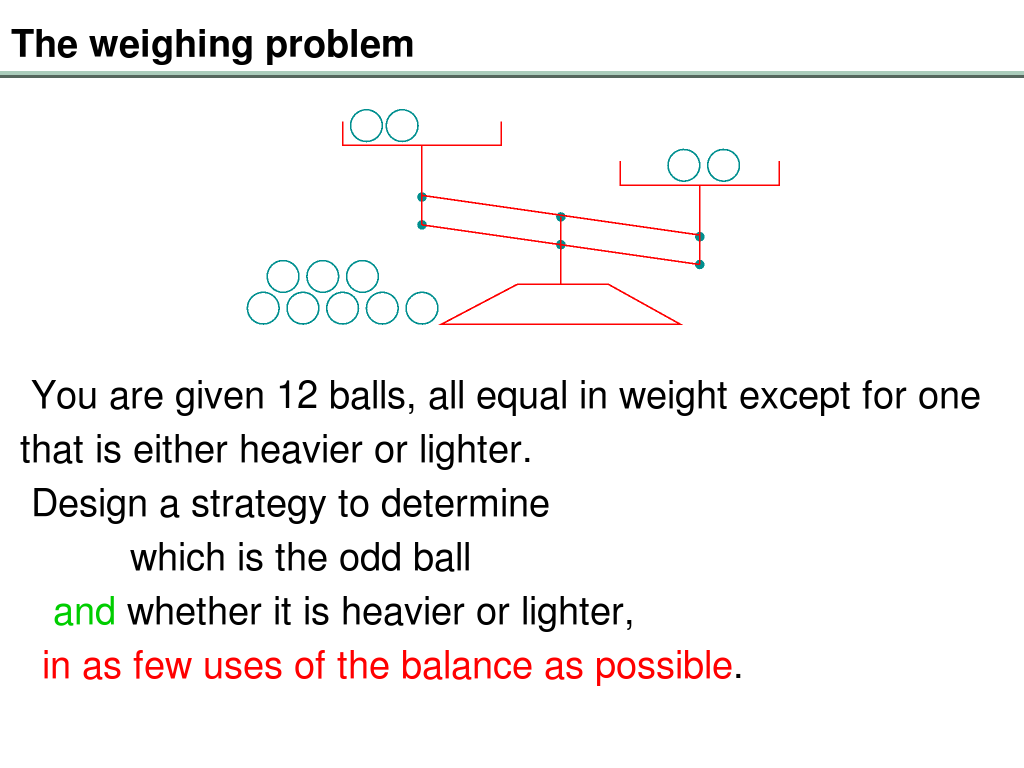 The weighing problem
You are given 12 balls, all equal in weight except for one
that is either heavier or lighter.
Design a strategy to determine
which is the odd ball
and whether it is heavier or lighter,
in as few uses of the balance as possible.